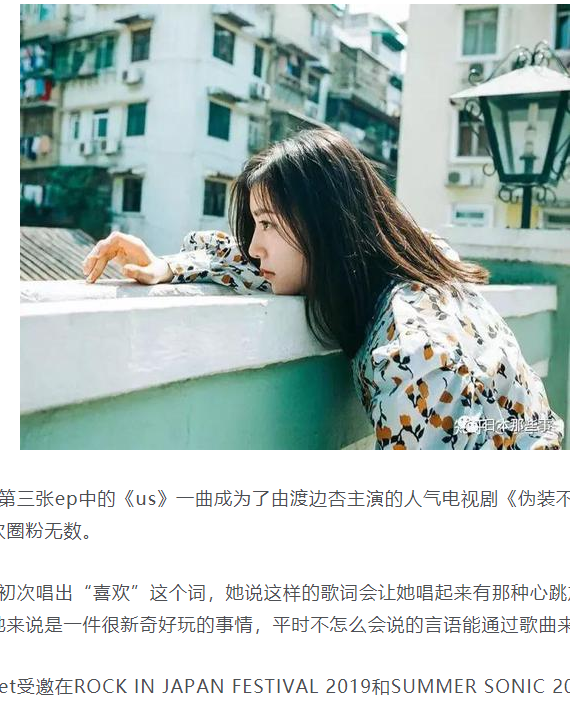 日本那些事
第三张ep中的《us》一曲成为了由渡边杏主演的人气电视剧《伪装不
圈粉无数。
初次唱出“喜欢”这个词，她说这样的歌词会让她唱起来有那种心跳
来说是一件很新奇好玩的事情，平时不怎么会说的言语能通过歌曲来
et受邀在ROCK IN JAPAN FESTIVAL 2019和SUMMER SONIC 20